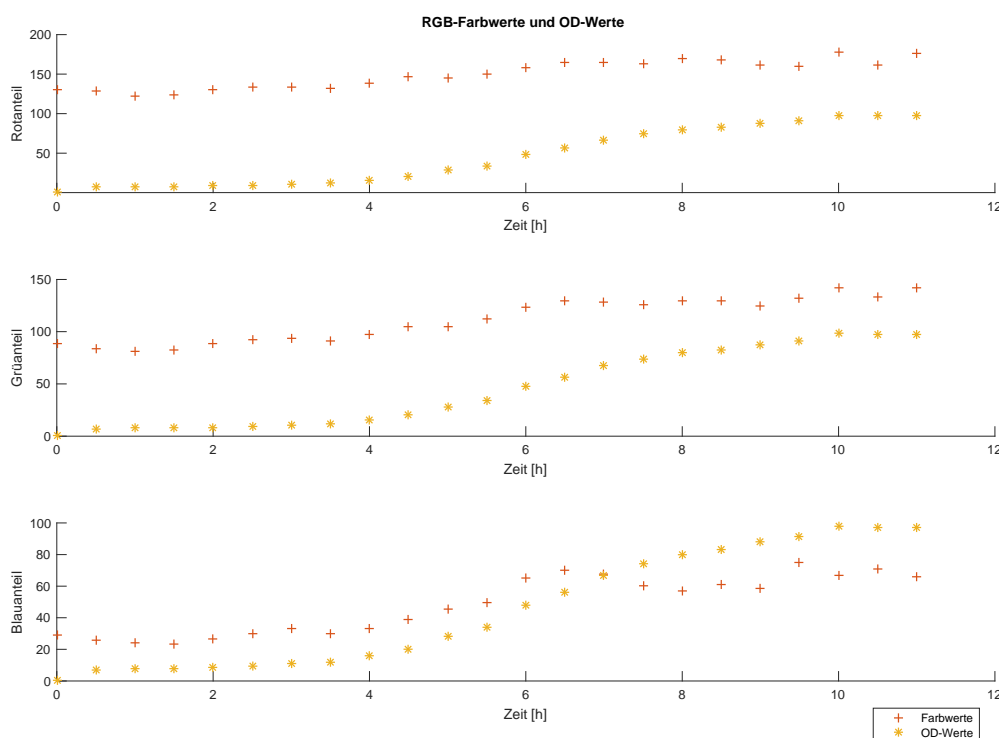 RGB-Farbwerte und OD-Werte
200
150
100
50
Rotanteil
0 2 4 6 8 10 12
Zeit [h]
150
100
50
0
Grüanteil
0 2 4 6 8 10 12
Zeit [h]
100
80
60
40
20
0
Blauanteil
0 2 4 6 8 10 12
Zeit [h]
Farbwerte
OD-Werte